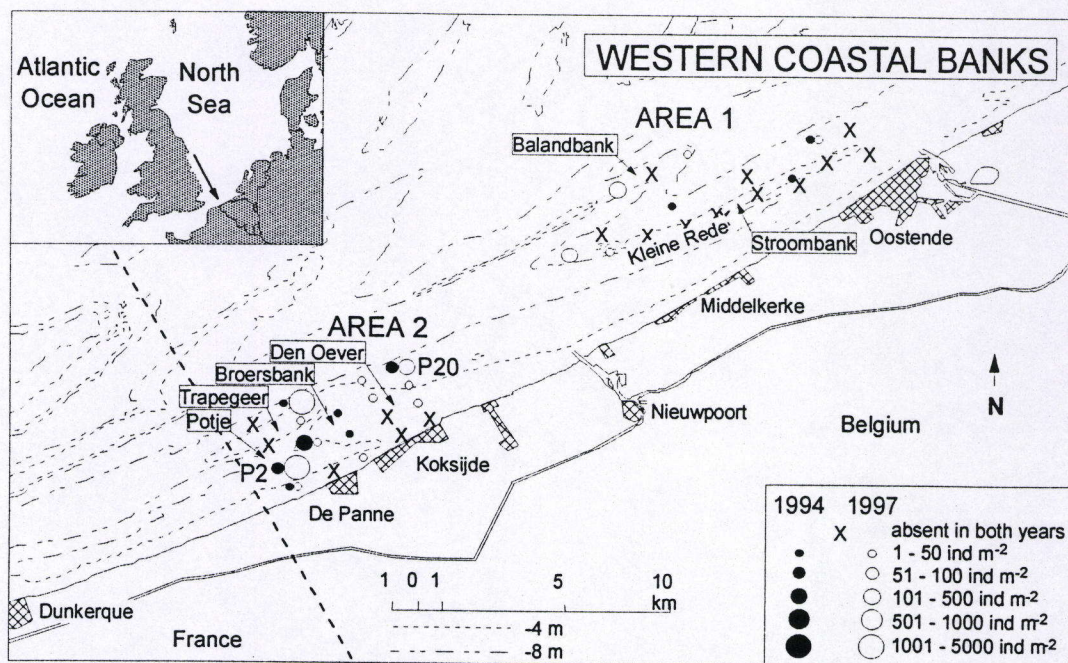 Atlantic
Ocean
North
Sea
WESTERN COASTAL BANKS
AREA 1
Balandbank
Kleine Rede
Stroombank
Oostende
Middelkerke
AREA 2
Den Oever
Broersbank
Trapegeer
Potje
P20
P2
Nieuwpoort
Koksijde
De Panne
Belgium
N
Dunkerque
France
1 0 1 5 10
km
-4 m
-8 m
1994 1997
X absent in both years
1 - 50 ind m-2
51 - 100 ind m-2
101 - 500 ind m-2
501 - 1000 ind m-2
1001 - 5000 ind m-2